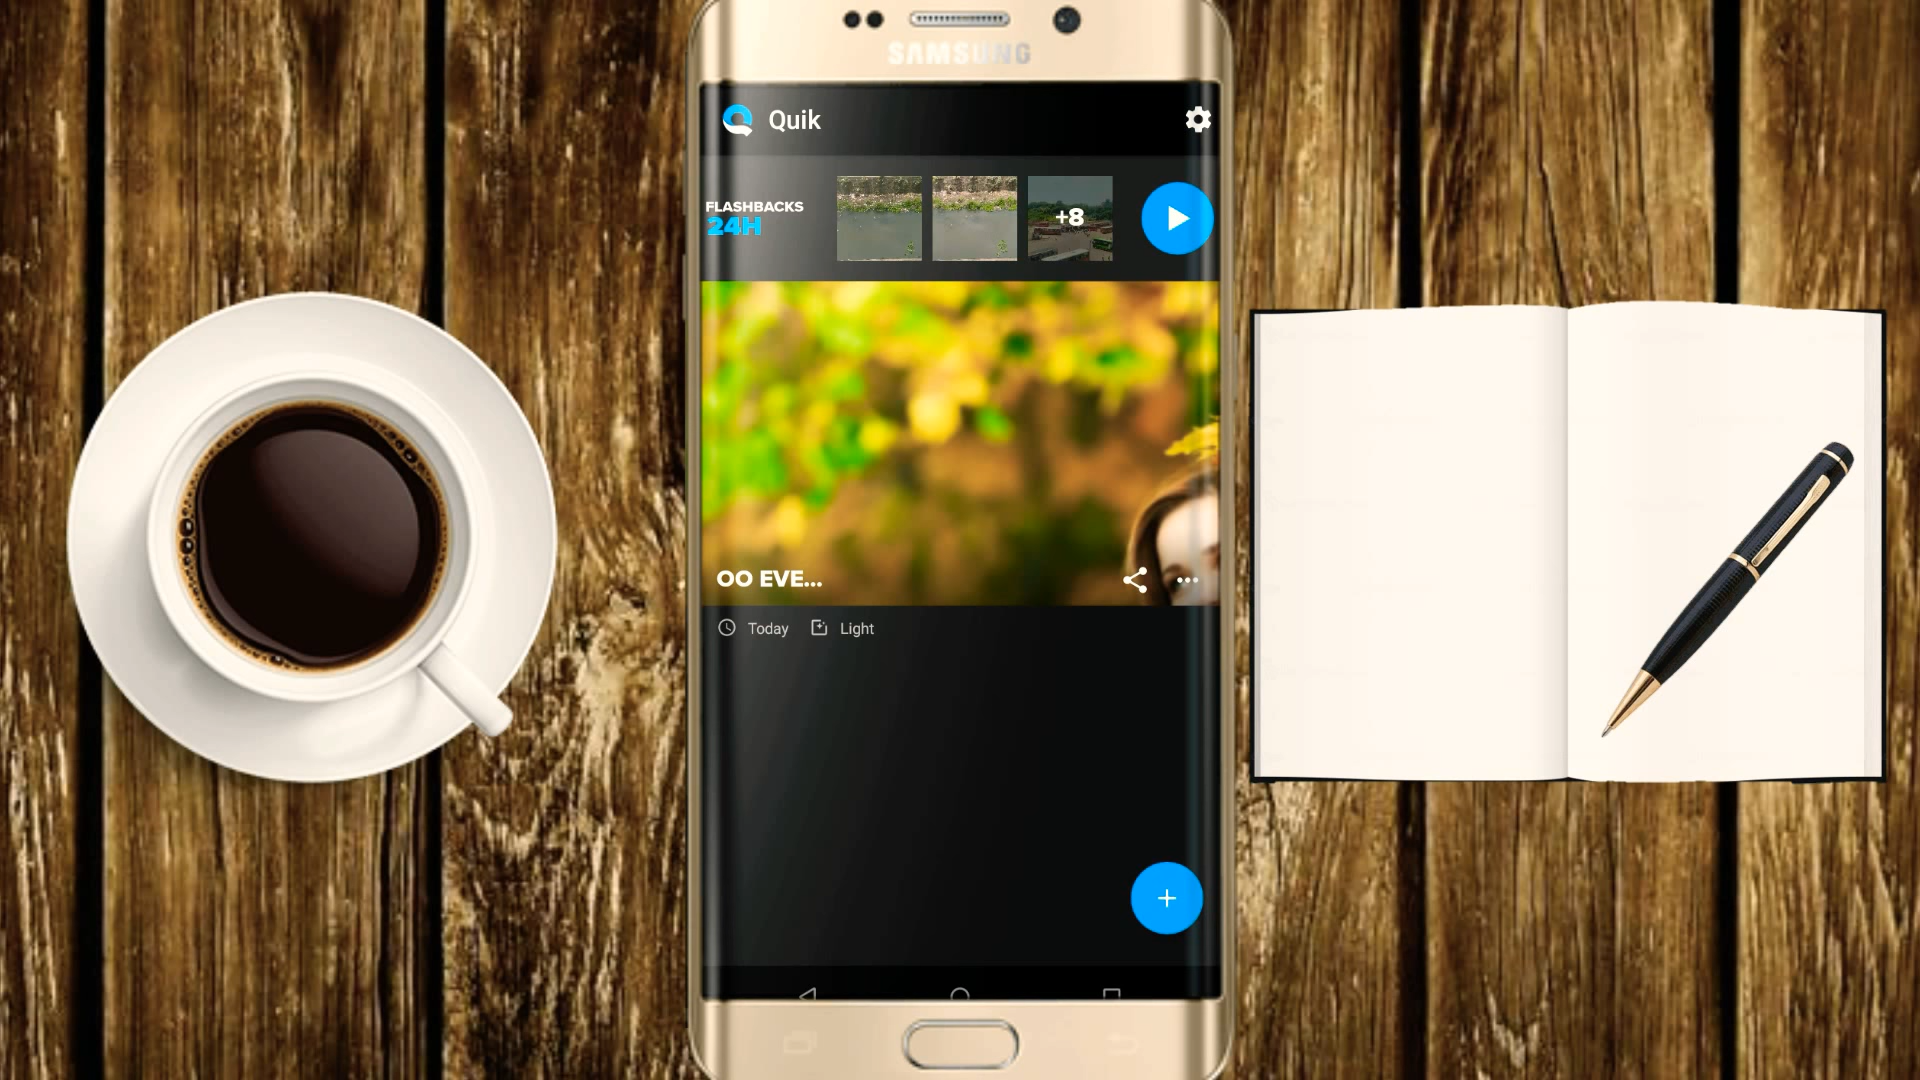 SAMSUNG
Quik
FLASHBACKS
24H
+8
OO EVE...
Today
Light